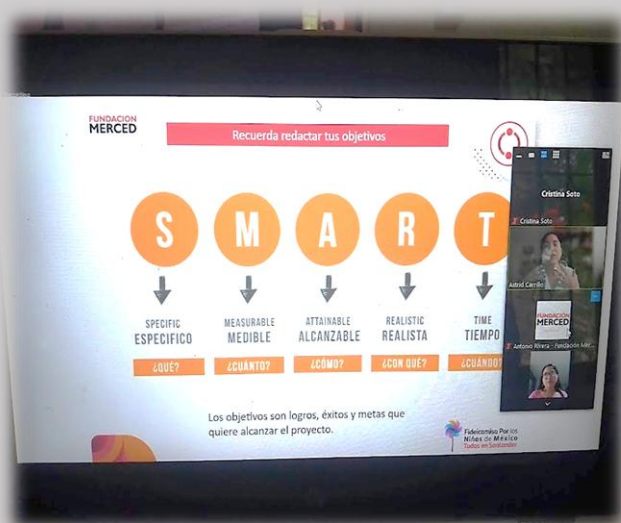 FUNDACION
MERCED
Recuerda redactar tus objetivos
S M A R T
SPECIFIC
ESPECIFICO
¿QUÉ?
MEASURABLE
MEDIBLE
¿CUÁNTO?
ATTAINABLE
ALCANZABLE
¿CÓMO?
REALISTIC
REALISTA
¿CON QUÉ?
TIME
TIEMPO
¿CUÁNDO?
Los objetivos son logros, éxitos y metas que
quiere alcanzar el proyecto.
Fideicomiso Por los
Niños de México
Todos en Santander
Cristina Soto
Cristina Soto
Astrid Carrillo
FUNDACION
MERCED
Antonio Rivera - Fundación Mer...